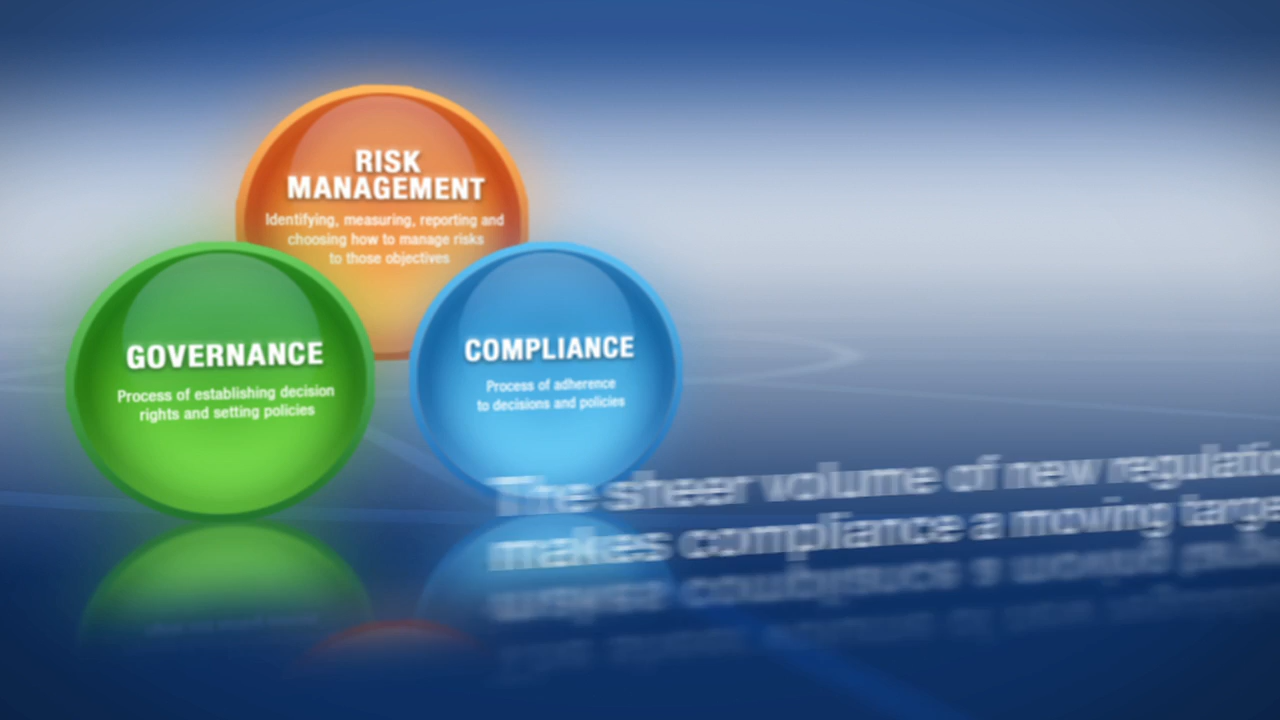 RISK
MANAGEMENT
Identifying, measuring, reporting and
choosing how to manage risks
to those objectives
GOVERNANCE
Process of establishing decision
rights and setting policies
COMPLIANCE
Process of adherence
to decisions and policies
The sheer volume of new
makes compliance a moving